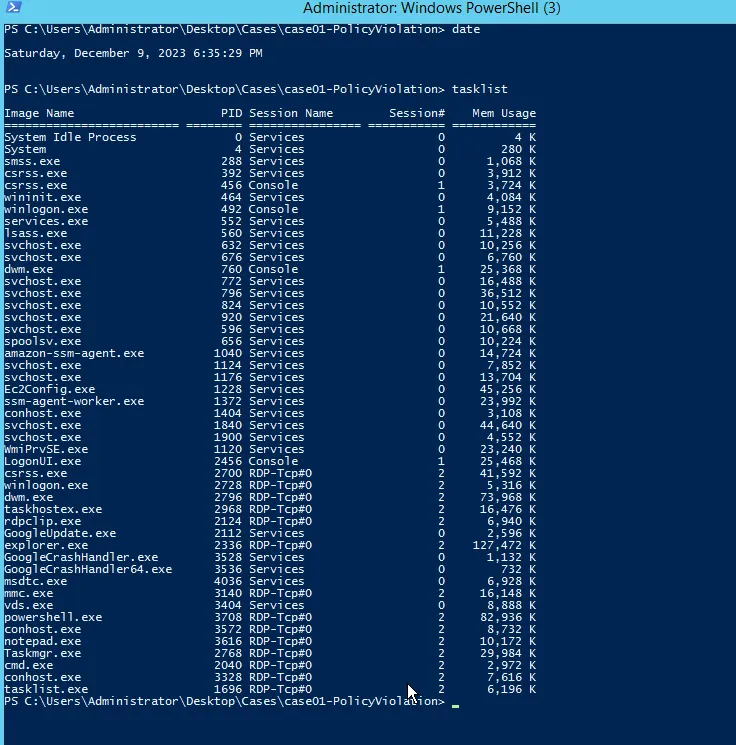 Administrator: Windows PowerShell (3)
PS C:\Users\Administrator\Desktop\Cases\case01-PolicyViolation> date
Saturday, December 9, 2023 6:35:29 PM
PS C:\Users\Administrator\Desktop\Cases\case01-PolicyViolation> tasklist
Image Name                     PID Session Name        Session#    Mem Usage
========================= ======== ================ =========== ============
System Idle Process              0 Services                   0          4 K
System                           4 Services                   0        280 K
smss.exe                       288 Services                   0      1,068 K
csrss.exe                      392 Services                   0      3,912 K
csrss.exe                      456 Console                    1      3,724 K
wininit.exe                    464 Services                   0      4,084 K
winlogon.exe                   492 Console                    1      9,152 K
services.exe                   552 Services                   0      5,488 K
lsass.exe                      560 Services                   0     11,228 K
svchost.exe                    632 Services                   0     10,256 K
svchost.exe                    676 Services                   0      6,760 K
dwm.exe                        760 Console                    1     25,368 K
svchost.exe                    772 Services                   0     16,488 K
svchost.exe                    796 Services                   0     36,512 K
svchost.exe                    824 Services                   0     10,552 K
svchost.exe                    920 Services                   0     21,640 K
svchost.exe                    596 Services                   0     10,668 K
spoolsv.exe                    656 Services                   0     10,224 K
amazon-ssm-agent.exe          1040 Services                   0     14,724 K
svchost.exe                   1124 Services                   0      7,852 K
svchost.exe                   1176 Services                   0     13,704 K
Ec2Config.exe                 1228 Services                   0     45,256 K
ssm-agent-worker.exe          1372 Services                   0     23,992 K
conhost.exe                   1404 Services                   0      3,108 K
svchost.exe                   1840 Services                   0     44,640 K
svchost.exe                   1900 Services                   0      4,552 K
WmiPrvSE.exe                  1120 Services                   0     23,240 K
LogonUI.exe                   2456 Console                    1     25,468 K
csrss.exe                     2700 RDP-Tcp#0                  2     41,592 K
winlogon.exe                  2728 RDP-Tcp#0                  2      5,316 K
dwm.exe                       2796 RDP-Tcp#0                  2     73,968 K
taskhostex.exe                2968 RDP-Tcp#0                  2     16,476 K
rdpclip.exe                   2124 RDP-Tcp#0                  2      6,940 K
GoogleUpdate.exe              2112 Services                   0      2,596 K
explorer.exe                  2336 RDP-Tcp#0                  2    127,472 K
GoogleCrashHandler.exe        3528 Services                   0      1,132 K
GoogleCrashHandler64.exe      3536 Services                   0        732 K
msdtc.exe                     4036 Services                   0      6,928 K
mmc.exe                       3140 RDP-Tcp#0                  2     16,148 K
vds.exe                       3404 Services                   0      8,888 K
powershell.exe                3708 RDP-Tcp#0                  2     82,936 K
conhost.exe                   3572 RDP-Tcp#0                  2      8,732 K
notepad.exe                   3616 RDP-Tcp#0                  2     10,172 K
Taskmgr.exe                   2768 RDP-Tcp#0                  2     29,984 K
cmd.exe                       2040 RDP-Tcp#0                  2      2,972 K
conhost.exe                   3328 RDP-Tcp#0                  2      7,616 K
tasklist.exe                  1696 RDP-Tcp#0                  2      6,196 K
PS C:\Users\Administrator\Desktop\Cases\case01-PolicyViolation> _